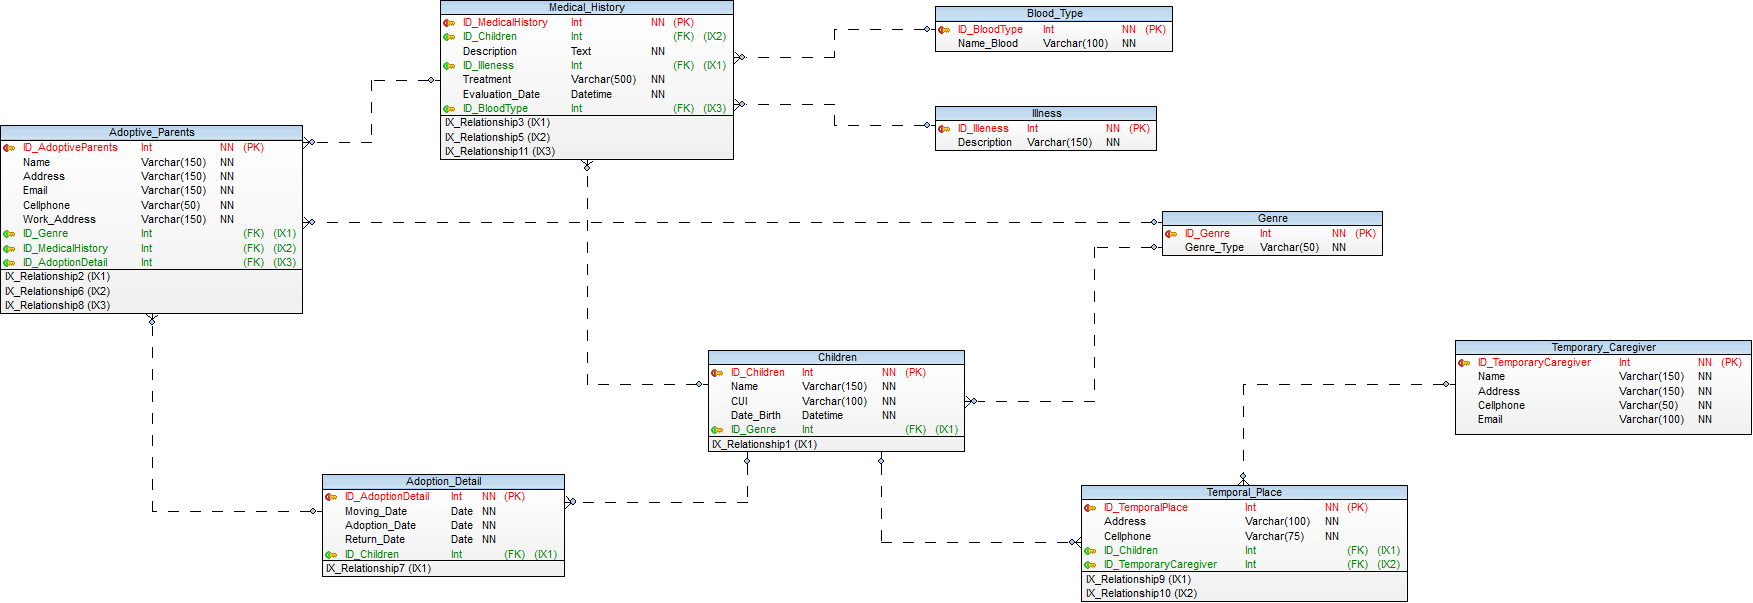 Medical_History
ID_MedicalHistory Int NN (PK)
ID_Children Int (FK) (IX2)
Description Text NN
ID_Illeness Int (FK) (IX1)
Treatment Varchar(500) NN
Evaluation_Date Datetime NN
ID_BloodType Int (FK) (IX3)
IX_Relationship3 (IX1)
IX_Relationship5 (IX2)
IX_Relationship11 (IX3)
Blood_Type
ID_BloodType Int NN (PK)
Name_Blood Varchar(100) NN
Illness
ID_Illeness Int NN (PK)
Description Varchar(150) NN
Adoptive_Parents
ID_AdoptiveParents Int NN (PK)
Name Varchar(150) NN
Address Varchar(150) NN
Email Varchar(150) NN
Cellphone Varchar(50) NN
Work_Address Varchar(150) NN
ID_Genre Int (FK) (IX1)
ID_MedicalHistory Int (FK) (IX2)
ID_AdoptionDetail Int (FK) (IX3)
IX_Relationship2 (IX1)
IX_Relationship6 (IX2)
IX_Relationship8 (IX3)
Genre
ID_Genre Int NN (PK)
Genre_Type Varchar(50) NN
Children
ID_Children Int NN (PK)
Name Varchar(150) NN
CUI Varchar(100) NN
Date_Birth Datetime NN
ID_Genre Int (FK) (IX1)
IX_Relationship1 (IX1)
Temporary_Caregiver
ID_TemporaryCaregiver Int NN (PK)
Name Varchar(150) NN
Address Varchar(150) NN
Cellphone Varchar(50) NN
Email Varchar(100) NN
Adoption_Detail
ID_AdoptionDetail Int NN (PK)
Moving_Date Date NN
Adoption_Date Date NN
Return_Date Date NN
ID_Children Int (FK) (IX1)
IX_Relationship7 (IX1)
Temporal_Place
ID_TemporalPlace Int NN (PK)
Address Varchar(100) NN
Cellphone Varchar(75) NN
ID_Children Int (FK) (IX1)
ID_TemporaryCaregiver Int (FK) (IX2)
IX_Relationship9 (IX1)
IX_Relationship10 (IX2)